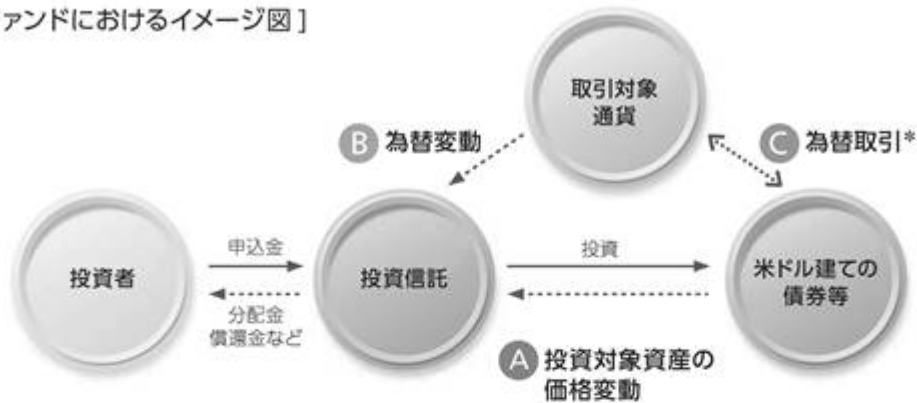 ァンドにおけるイメージ図]
取引対象
通貨
B 為替変動
C 為替取引*
投資者
申込金
分配金
償還金など
投資信託
投資
米ドル建ての
債券等
A 投資対象資産の
価格変動